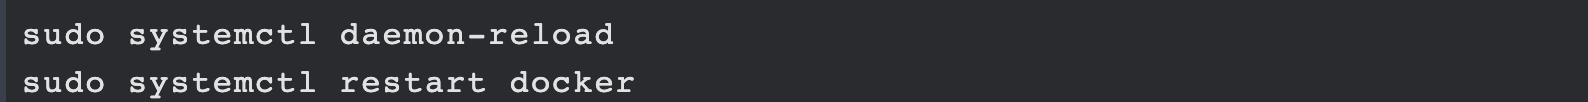 sudo systemctl daemon-reload
sudo systemctl restart docker